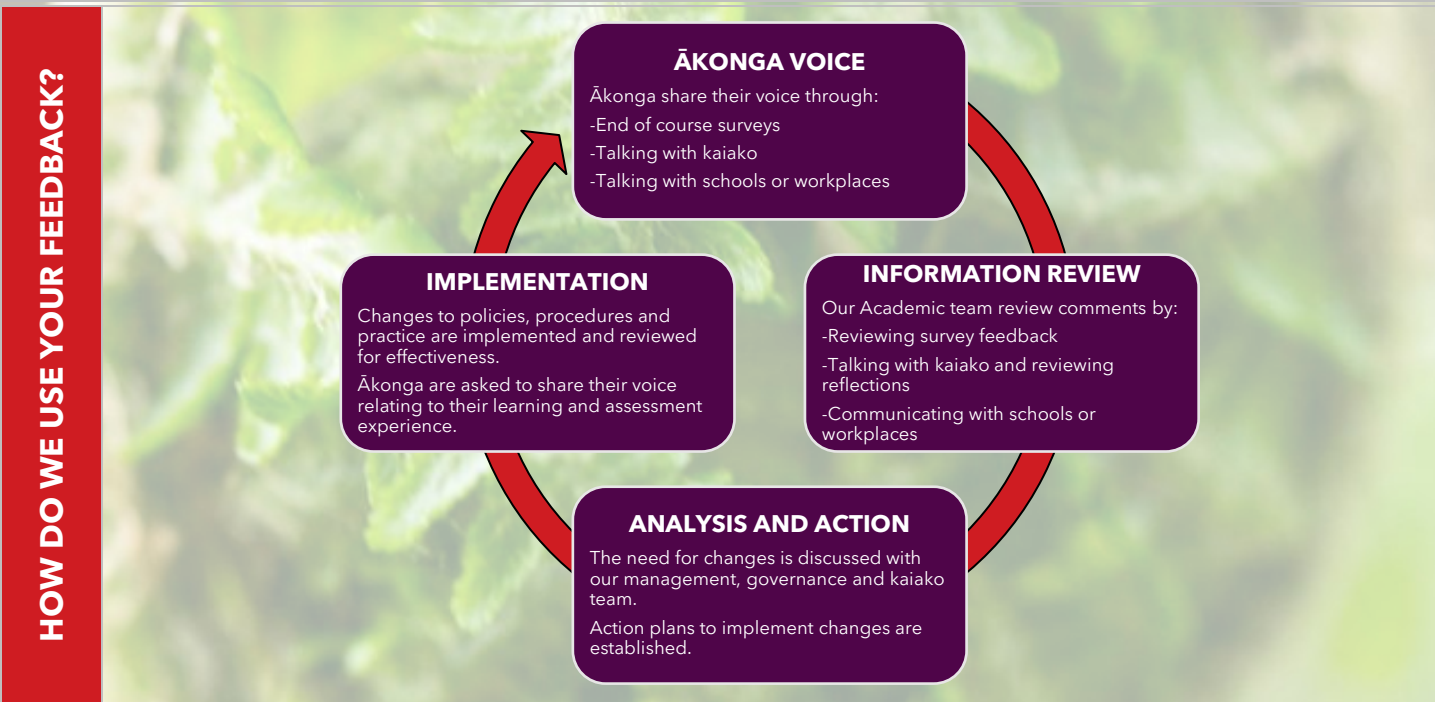 HOW DO WE USE YOUR FEEDBACK?
ĀKONGA VOICE
Ākonga share their voice through:
-End of course surveys
-Talking with kaiako
-Talking with schools or workplaces
INFORMATION REVIEW
Our Academic team review comments by:
-Reviewing survey feedback
-Talking with kaiako and reviewing
reflections
-Communicating with schools or
workplaces
ANALYSIS AND ACTION
The need for changes is discussed with
our management, governance and kaiako
team.
Action plans to implement changes are
established.
IMPLEMENTATION
Changes to policies, procedures and
practice are implemented and reviewed
for effectiveness.
Ākonga are asked to share their voice
relating to their learning and assessment
experience.